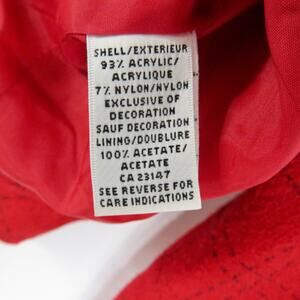 SHELL/EXTERIEUR
93% ACRYLIC/
ACRYLIQUE
7% NYLON/NYLON
EXCLUSIVE OF
DECORATION
SAUF DECORATION
LINING/DOUBLURE
100% ACETATE/
ACETATE
CA 23147
SEE REVERSE FOR
CARE INDICATIONS